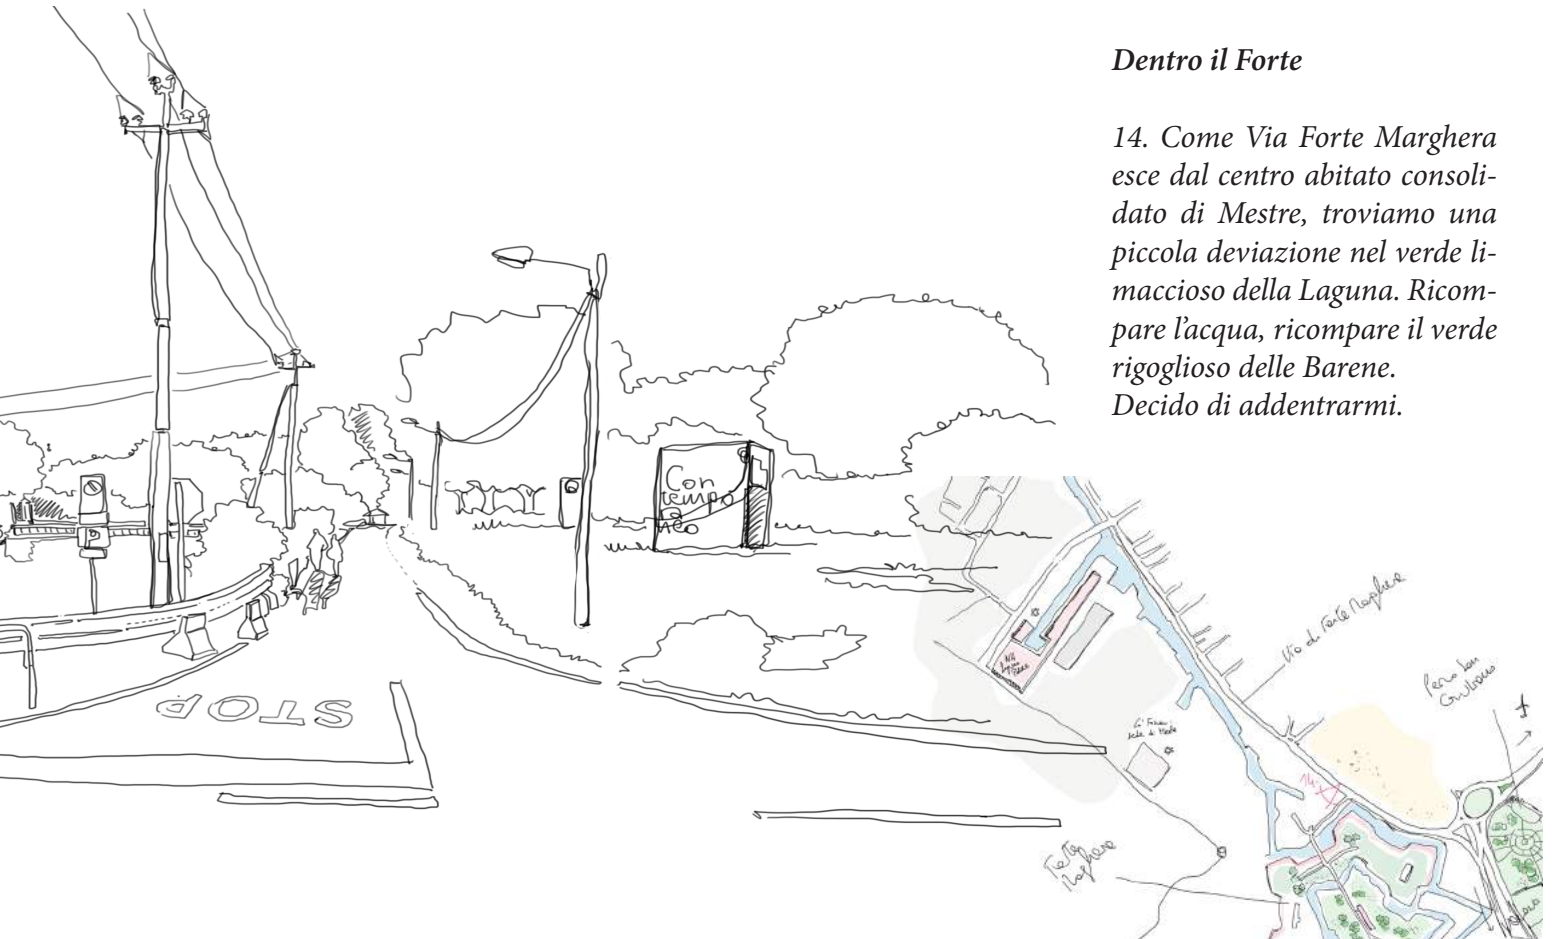 Dentro il Forte
14. Come Via Forte Marghera
esce dal centro abitato consoli-
dato di Mestre, troviamo una
piccola deviazione nel verde li-
maccioso della Laguna. Ricom-
pare l'acqua, ricompare il verde
rigoglioso delle Barene.
Decido di addentrarmi.
Con
tempo
STOP
Via di Forte Marghera
14.
Forte
Marghera